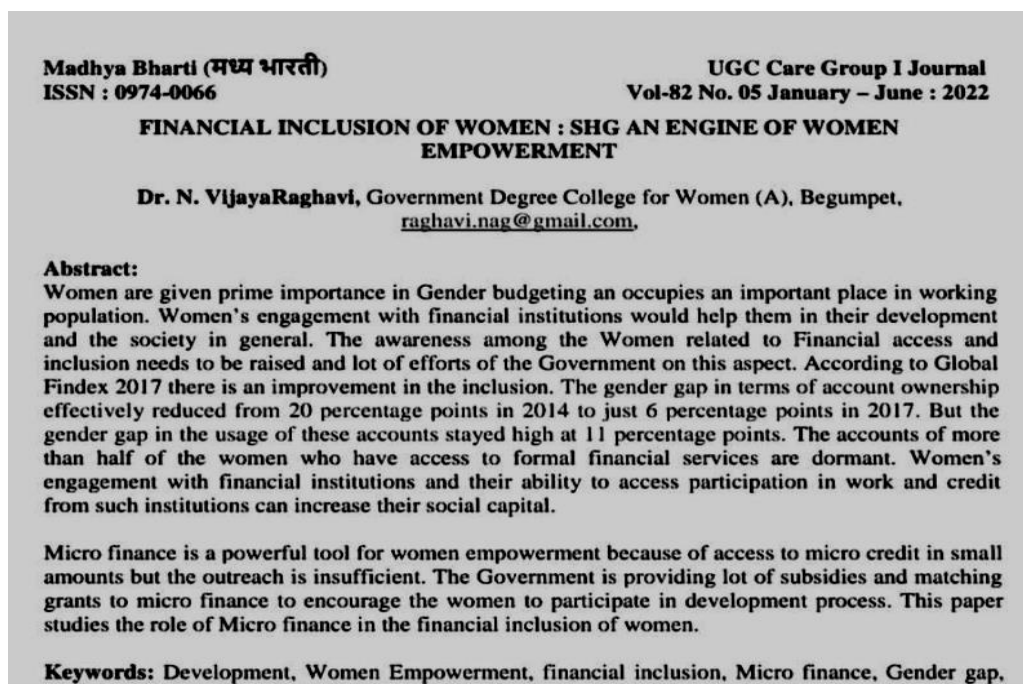 Madhya Bharti (मध्य भारती) UGC Care Group I Journal
ISSN : 0974-0066 Vol-82 No. 05 January – June : 2022
FINANCIAL INCLUSION OF WOMEN : SHG AN ENGINE OF WOMEN
EMPOWERMENT
Dr. N. VijayaRaghavi, Government Degree College for Women (A), Begumpet,
raghavi.nag@gmail.com,
Abstract:
Women are given prime importance in Gender budgeting an occupies an important place in working
population. Women's engagement with financial institutions would help them in their development
and the society in general. The awareness among the Women related to Financial access and
inclusion needs to be raised and lot of efforts of the Government on this aspect. According to Global
Findex 2017 there is an improvement in the inclusion. The gender gap in terms of account ownership
effectively reduced from 20 percentage points in 2014 to just 6 percentage points in 2017. But the
gender gap in the usage of these accounts stayed high at 11 percentage points. The accounts of more
than half of the women who have access to formal financial services are dormant. Women's
engagement with financial institutions and their ability to access participation in work and credit
from such institutions can increase their social capital.
Micro finance is a powerful tool for women empowerment because of access to micro credit in small
amounts but the outreach is insufficient. The Government is providing lot of subsidies and matching
grants to micro finance to encourage the women to participate in development process. This paper
studies the role of Micro finance in the financial inclusion of women.
Keywords: Development, Women Empowerment, financial inclusion, Micro finance, Gender gap,